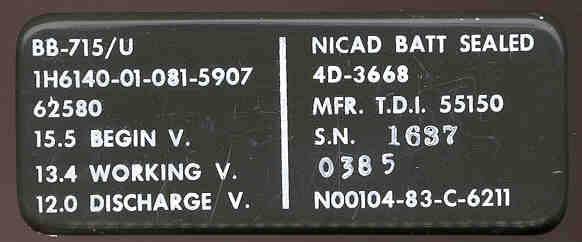 BB-715/U
1H6140-01-081-5907
62580
15.5 BEGIN V.
13.4 WORKING V.
12.0 DISCHARGE V.
NICAD BATT SEALED
4D-3668
MFR. T.D.I. 55150
S.N. 1637
0385
N00104-83-C-6211